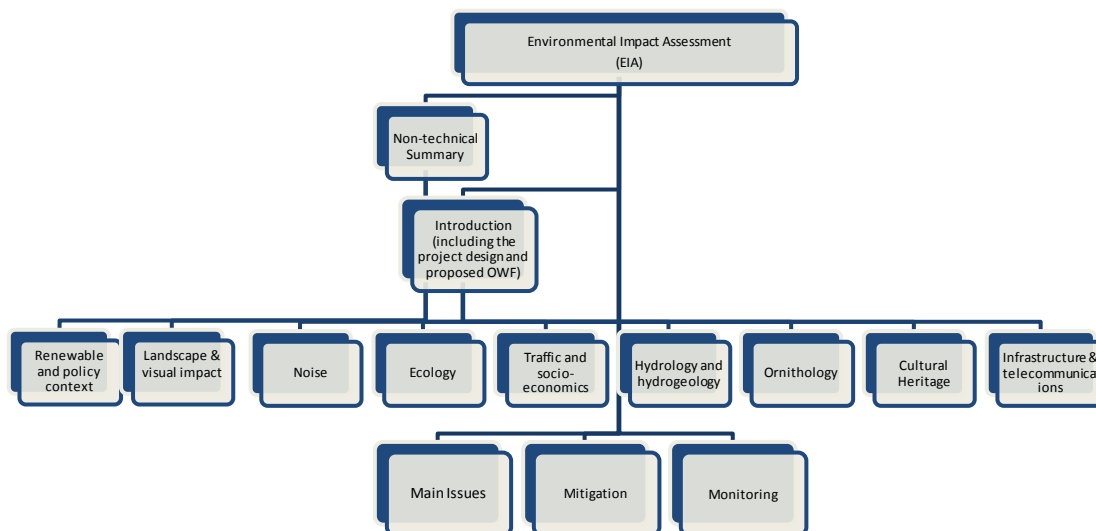 Environmental Impact Assessment
(EIA)
Non-technical
Summary
Introduction
(including the
project design and
proposed OWF)
Renewable
and policy
context
Landscape &
visual impact
Noise
Ecology
Traffic and
socio-
economics
Hydrology and
hydrogeology
Ornithology
Cultural
Heritage
Infrastructure &
telecommunicat
ions
Main Issues
Mitigation
Monitoring